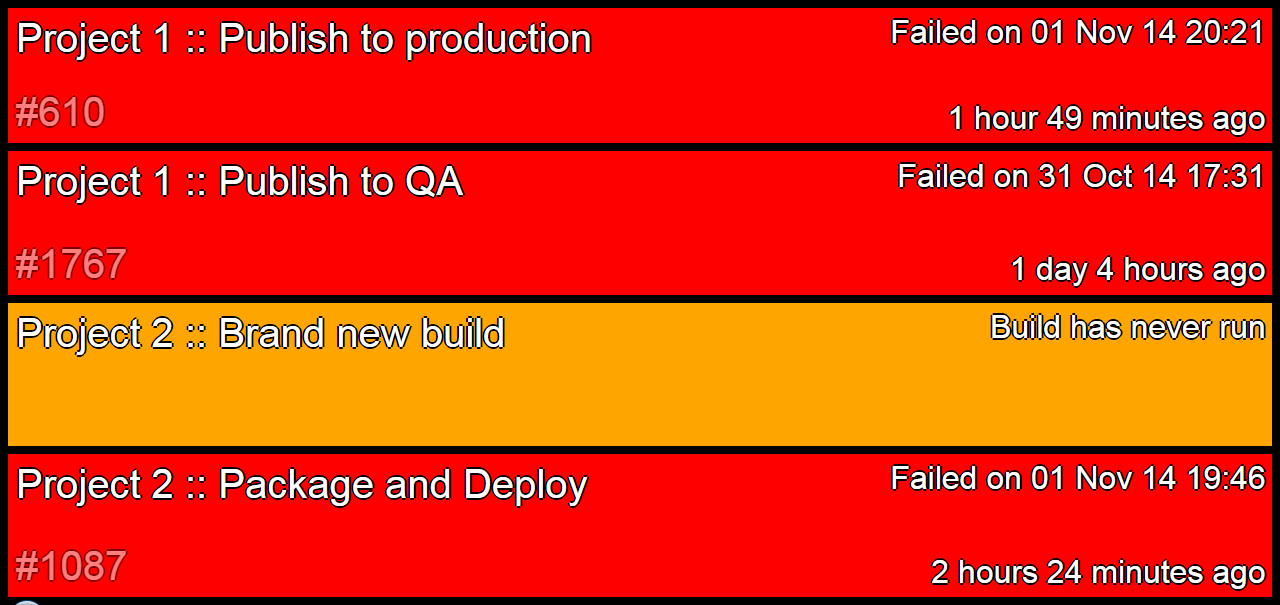 Project 1 :: Publish to production
Failed on 01 Nov 14 20:21
#610
1 hour 49 minutes ago
Project 1 :: Publish to QA
Failed on 31 Oct 14 17:31
#1767
1 day 4 hours ago
Project 2 :: Brand new build
Build has never run
Project 2 :: Package and Deploy
Failed on 01 Nov 14 19:46
#1087
2 hours 24 minutes ago